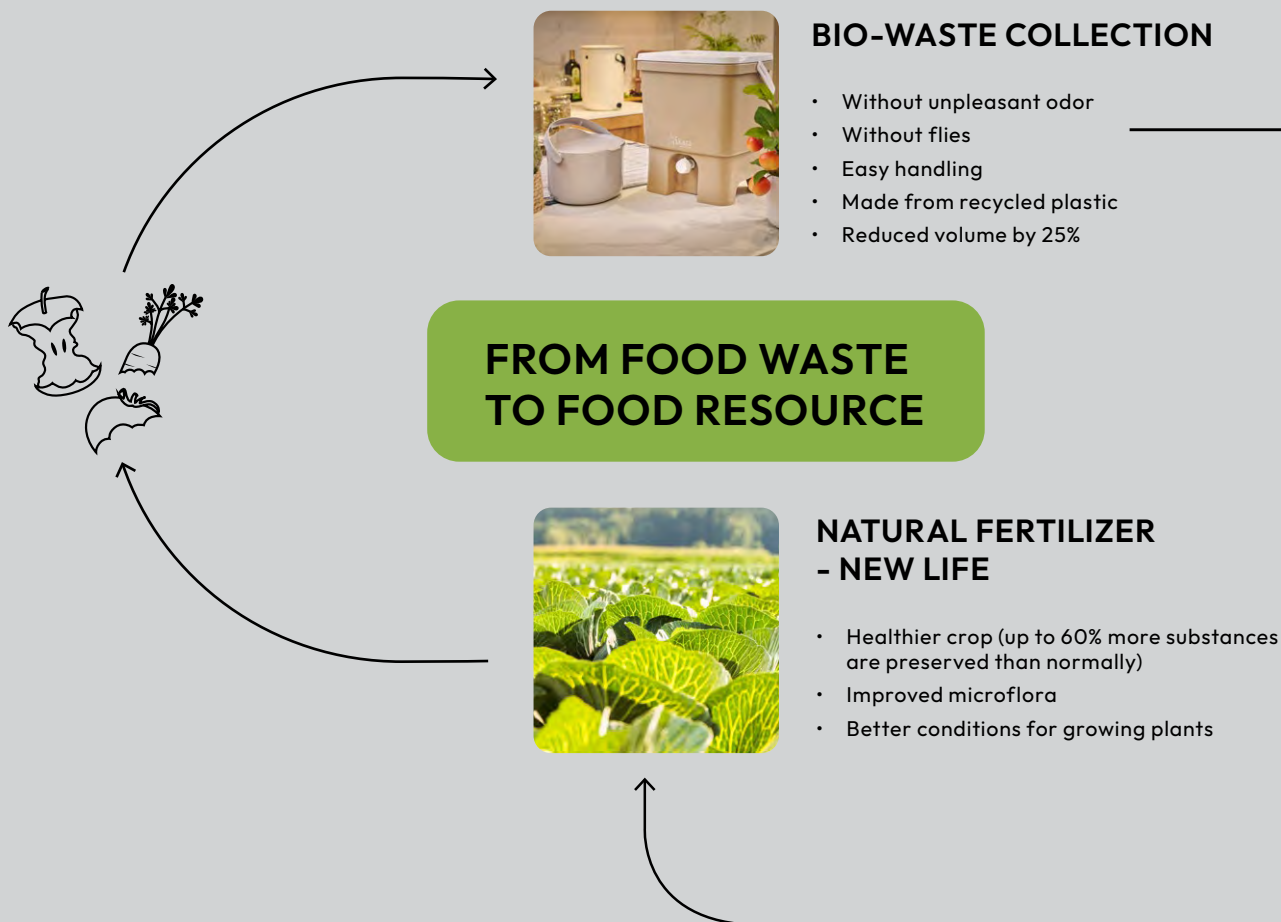 BIO-WASTE COLLECTION
• Without unpleasant odor
• Without flies
• Easy handling
• Made from recycled plastic
• Reduced volume by 25%
FROM FOOD WASTE
TO FOOD RESOURCE
NATURAL FERTILIZER
- NEW LIFE
• Healthier crop (up to 60% more substances
are preserved than normally)
• Improved microflora
• Better conditions for growing plants